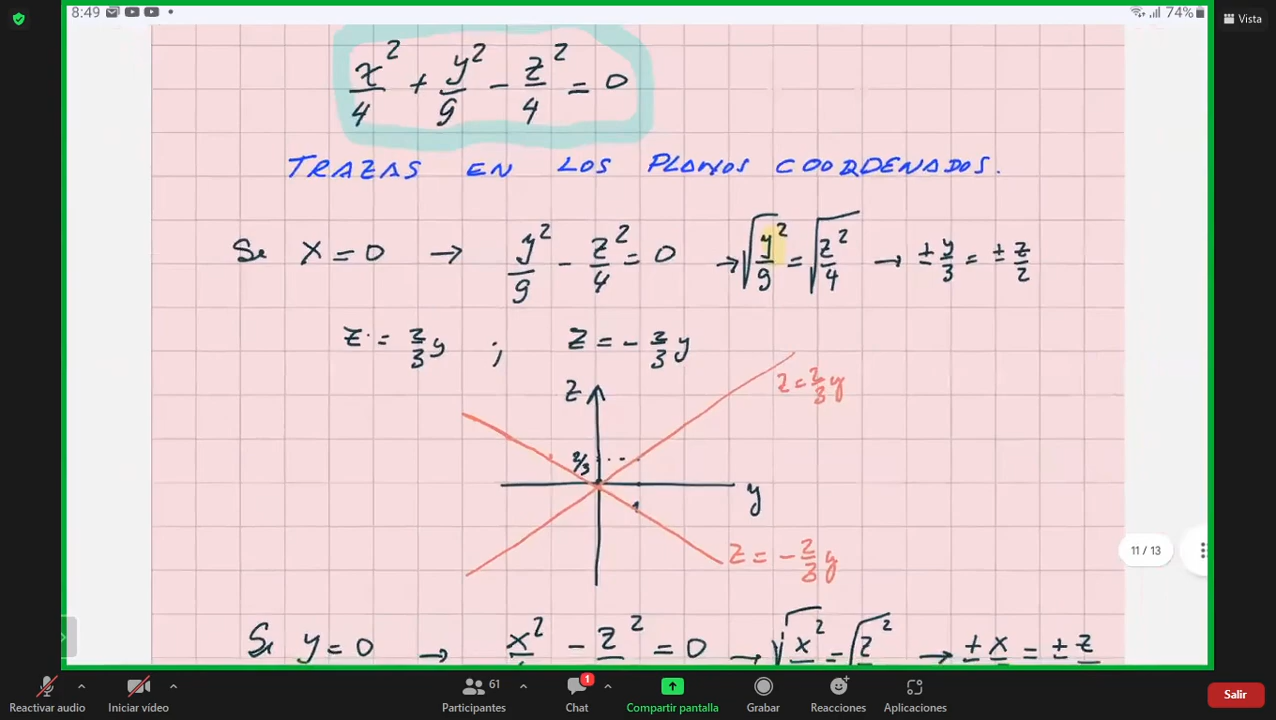 8:49 74% Vista
x²/4 + y²/9 − z²/4 = 0
TRAZAS EN LOS PLANOS COORDENADOS.
Si x = 0 → y²/9 − z²/4 = 0 → √(y²/9) = √(z²/4) → ± y/3 = ± z/2
z = 2/3 y ; z = − 2/3 y
z z = 2/3 y
2/3
y
1
z = − 2/3 y
11 / 13
Si y = 0 → x² − z² = 0 → √x² = √z² → ± x = ± z
61 1
Reactivar audio Iniciar vídeo Participantes Chat Compartir pantalla Grabar Reacciones Aplicaciones Salir